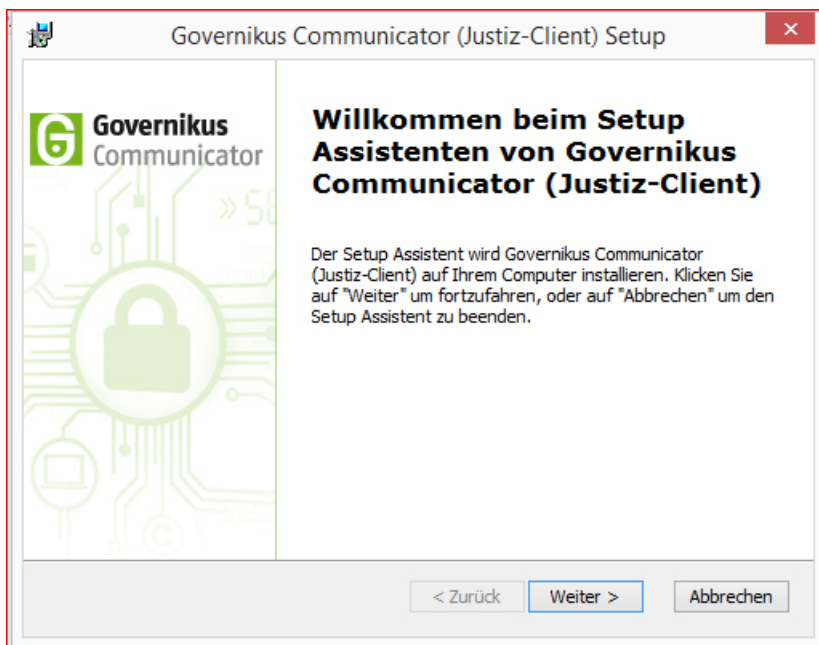 Governikus Communicator (Justiz-Client) Setup
Governikus
Communicator
Willkommen beim Setup
Assistenten von Governikus
Communicator (Justiz-Client)
Der Setup Assistent wird Governikus Communicator
(Justiz-Client) auf Ihrem Computer installieren. Klicken Sie
auf "Weiter" um fortzufahren, oder auf "Abbrechen" um den
Setup Assistent zu beenden.
< Zurück
Weiter >
Abbrechen